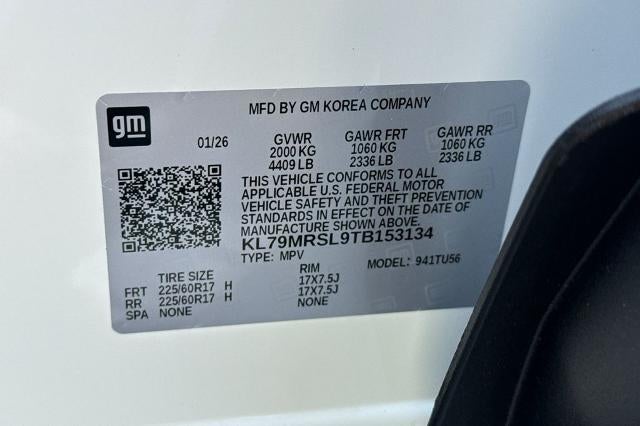 gm
MFD BY GM KOREA COMPANY
01/26 GVWR GAWR FRT GAWR RR
2000 KG 1060 KG 1060 KG
4409 LB 2336 LB 2336 LB
THIS VEHICLE CONFORMS TO ALL
APPLICABLE U.S. FEDERAL MOTOR
VEHICLE SAFETY AND THEFT PREVENTION
STANDARDS IN EFFECT ON THE DATE OF
MANUFACTURE SHOWN ABOVE.
KL79MRSL9TB153134
TYPE: MPV MODEL: 941TU56
TIRE SIZE RIM
FRT 225/60R17 H 17X7.5J
RR 225/60R17 H 17X7.5J
SPA NONE NONE